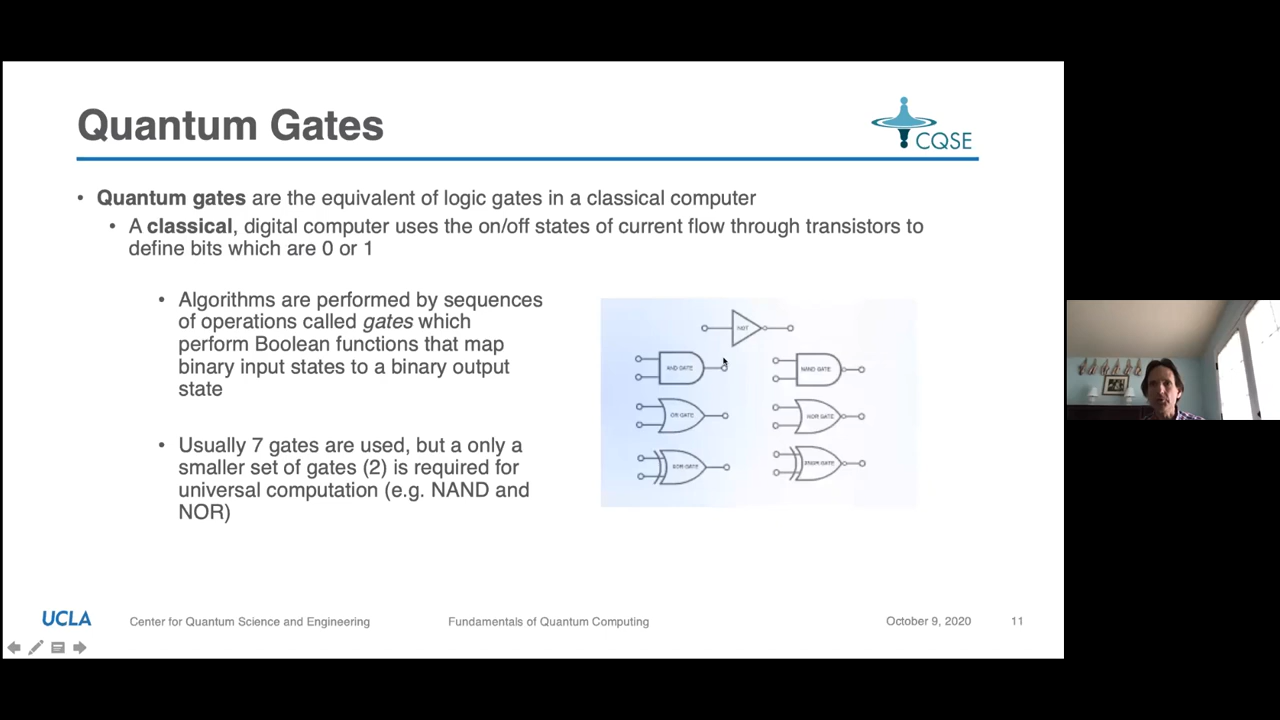 Quantum Gates
CQSE
• Quantum gates are the equivalent of logic gates in a classical computer
• A classical, digital computer uses the on/off states of current flow through transistors to
define bits which are 0 or 1
• Algorithms are performed by sequences
of operations called gates which
perform Boolean functions that map
binary input states to a binary output
state
• Usually 7 gates are used, but a only a
smaller set of gates (2) is required for
universal computation (e.g. NAND and
NOR)
NOT
AND GATE
NAND GATE
OR GATE
NOR GATE
XOR GATE
XNOR GATE
UCLA
Center for Quantum Science and Engineering
Fundamentals of Quantum Computing
October 9, 2020
11